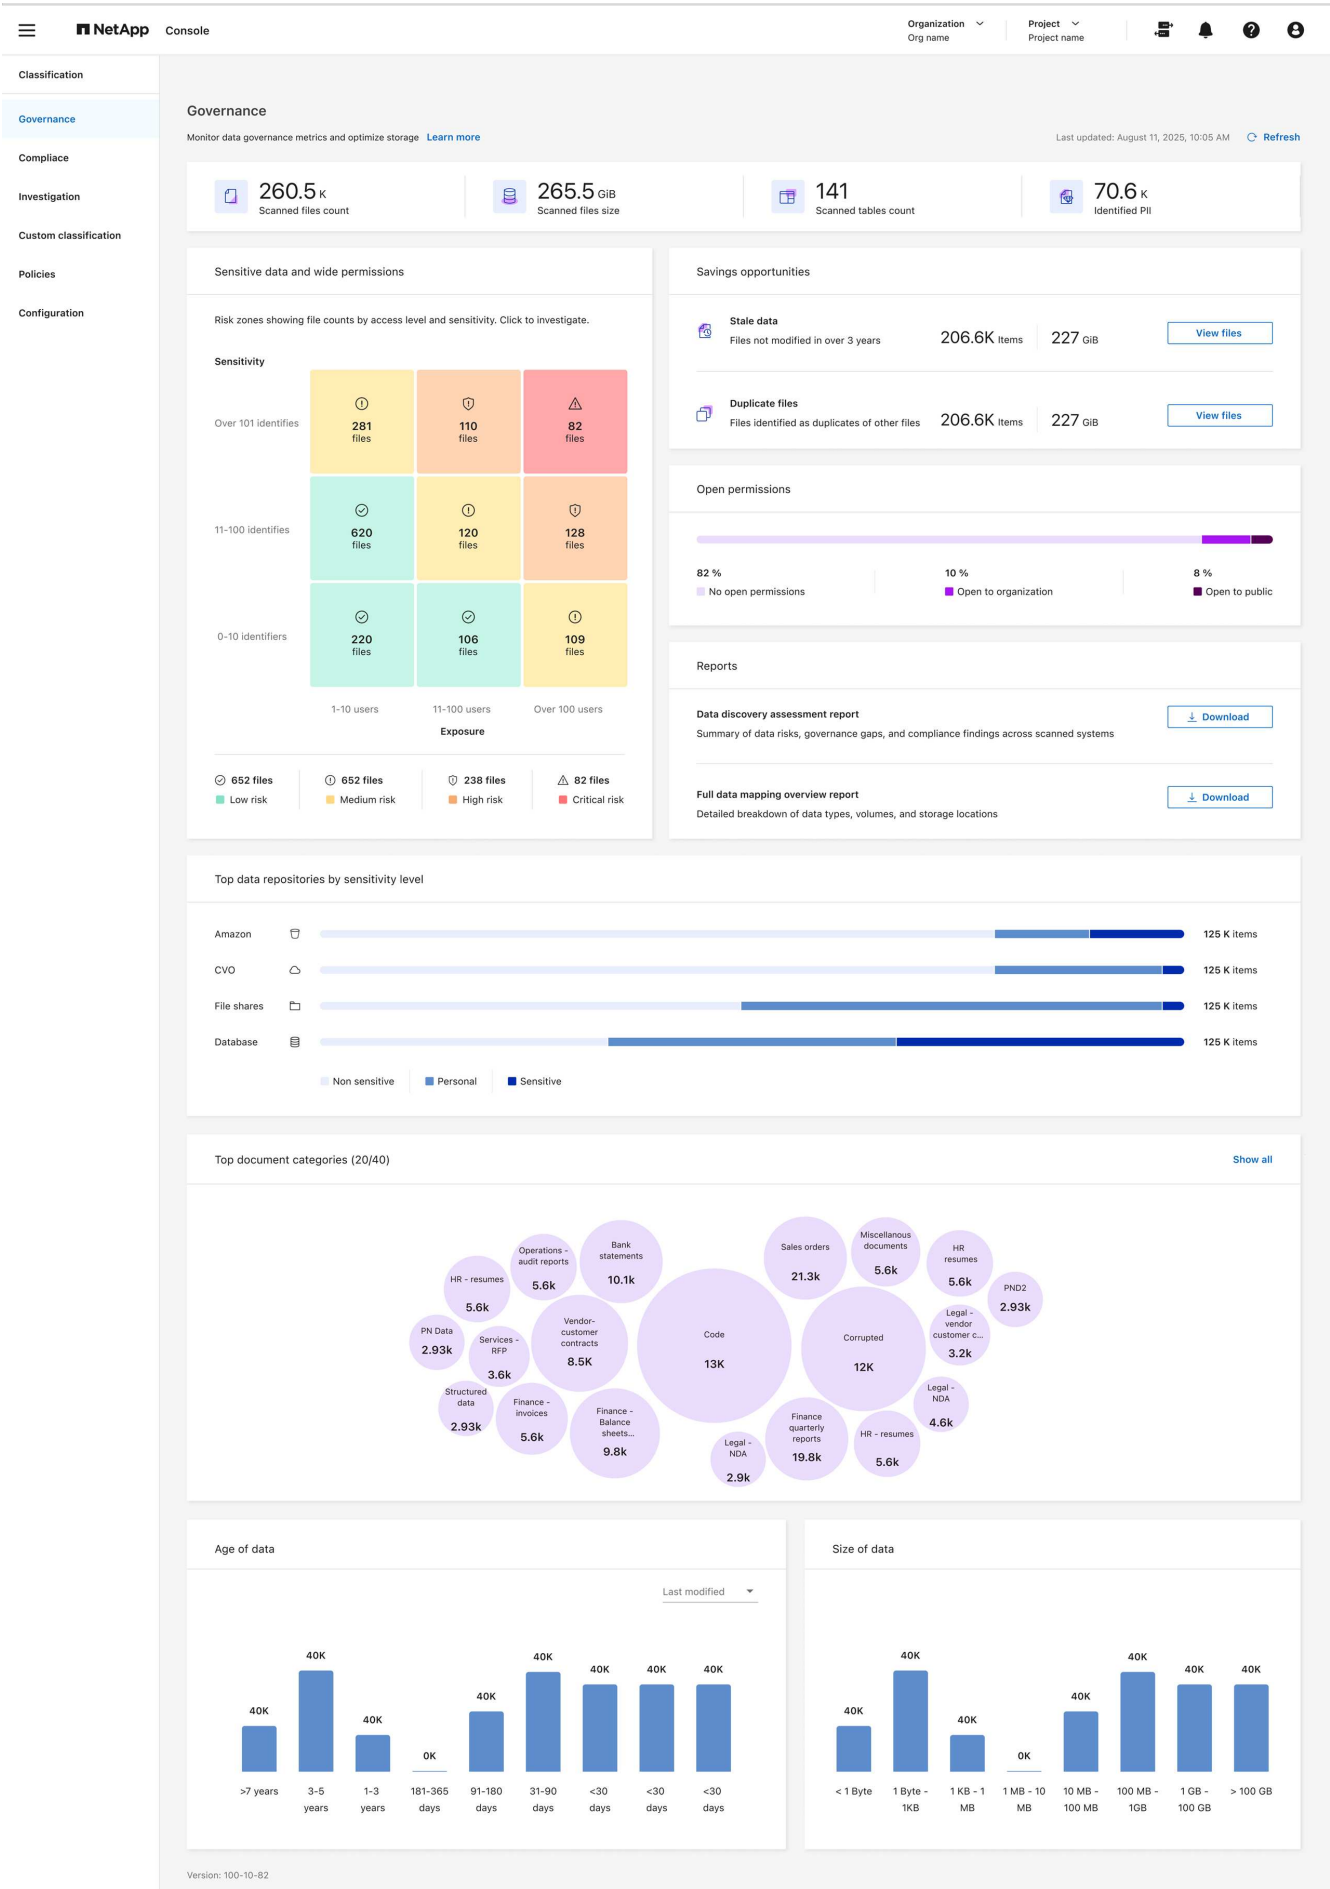 NetApp Console
Organization
Org name
Project
Project name
Classification
Governance
Compliace
Investigation
Custom classification
Policies
Configuration
Governance
Monitor data governance metrics and optimize storage Learn more
Last updated: August 11, 2025, 10:05 AM Refresh
260.5 K
Scanned files count
265.5 GiB
Scanned files size
141
Scanned tables count
70.6 K
Identified PII
Sensitive data and wide permissions
Risk zones showing file counts by access level and sensitivity. Click to investigate.
Sensitivity
Over 101 identifies
281
files
110
files
82
files
11-100 identifies
620
files
120
files
128
files
0-10 identifiers
220
files
106
files
109
files
1-10 users
11-100 users
Over 100 users
Exposure
652 files
Low risk
652 files
Medium risk
238 files
High risk
82 files
Critical risk
Savings opportunities
Stale data
Files not modified in over 3 years
206.6K Items
227 GiB
View files
Duplicate files
Files identified as duplicates of other files
206.6K Items
227 GiB
View files
Open permissions
82 %
No open permissions
10 %
Open to organization
8 %
Open to public
Reports
Data discovery assessment report
Summary of data risks, governance gaps, and compliance findings across scanned systems
Download
Full data mapping overview report
Detailed breakdown of data types, volumes, and storage locations
Download
Top data repositories by sensitivity level
Amazon
125 K items
CVO
125 K items
File shares
125 K items
Database
125 K items
Non sensitive
Personal
Sensitive
Top document categories (20/40)
Show all
Operations -
audit reports
5.6k
Bank
statements
10.1k
Sales orders
21.3k
Miscellanous
documents
5.6k
HR
resumes
5.6k
HR - resumes
5.6k
PND2
2.93k
PN Data
2.93k
Services -
RFP
3.6k
Vendor-
customer
contracts
8.5K
Code
13K
Corrupted
12K
Legal -
vendor
customer c...
3.2k
Structured
data
2.93k
Finance -
invoices
5.6k
Finance -
Balance
sheets...
9.8k
Legal -
NDA
2.9k
Finance
quarterly
reports
19.8k
HR - resumes
5.6k
Legal -
NDA
4.6k
Age of data
Last modified
40K
40K
40K
0K
40K
40K
40K
40K
40K
>7 years
3-5
years
1-3
years
181-365
days
91-180
days
31-90
days
<30
days
<30
days
<30
days
Size of data
40K
40K
40K
0K
40K
40K
40K
40K
< 1 Byte
1 Byte -
1KB
1 KB - 1
MB
1 MB - 10
MB
10 MB -
100 MB
100 MB -
1GB
1 GB -
100 GB
> 100 GB
Version: 100-10-82